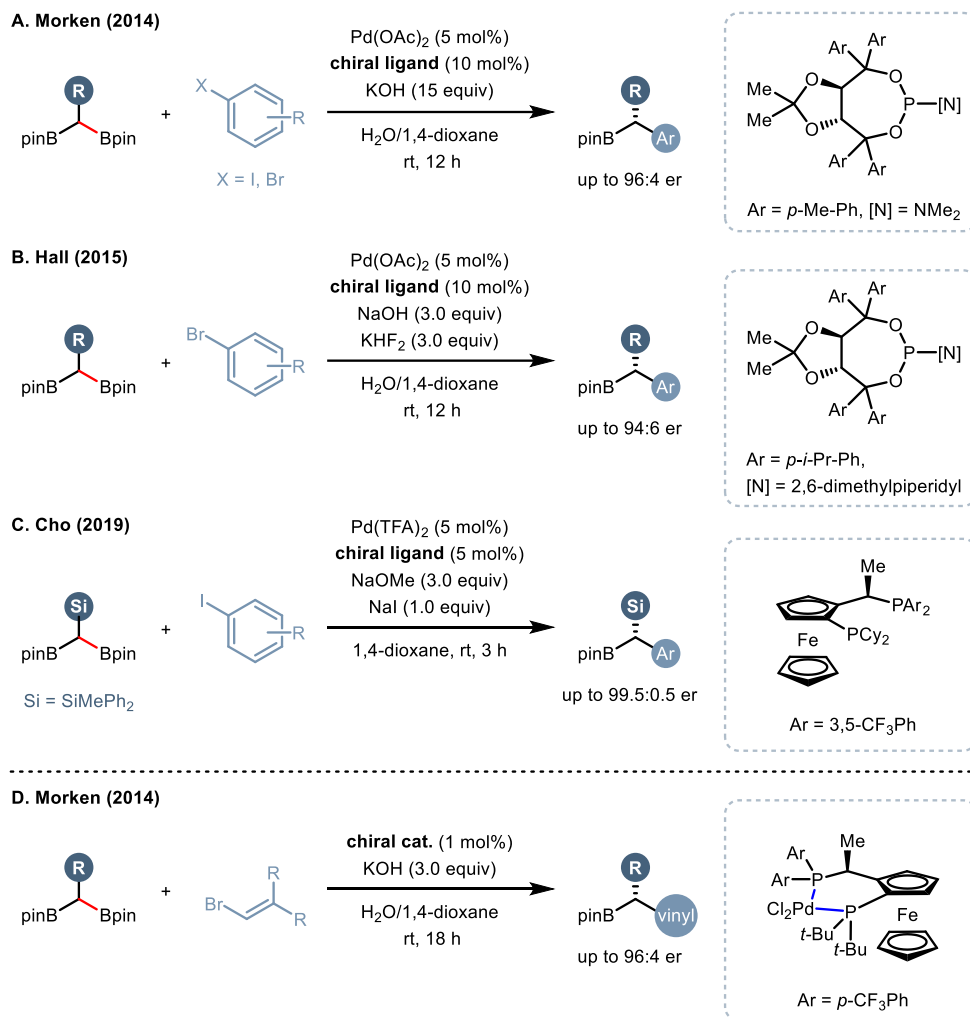 A. Morken (2014)
R
pinB
Bpin
+
X
R
X = I, Br
Pd(OAc)2 (5 mol%)
chiral ligand (10 mol%)
KOH (15 equiv)
H2O/1,4-dioxane
rt, 12 h
R
pinB
Ar
up to 96:4 er
Ar
Ar
Me
Me
O
O
O
P
[N]
O
Ar
Ar
Ar = p-Me-Ph, [N] = NMe2
B. Hall (2015)
R
pinB
Bpin
+
Br
R
Pd(OAc)2 (5 mol%)
chiral ligand (10 mol%)
NaOH (3.0 equiv)
KHF2 (3.0 equiv)
H2O/1,4-dioxane
rt, 12 h
R
pinB
Ar
up to 94:6 er
Ar
Ar
Me
Me
O
O
O
P
[N]
O
Ar
Ar
Ar = p-i-Pr-Ph,
[N] = 2,6-dimethylpiperidyl
C. Cho (2019)
Si
pinB
Bpin
Si = SiMePh2
+
I
R
Pd(TFA)2 (5 mol%)
chiral ligand (5 mol%)
NaOMe (3.0 equiv)
NaI (1.0 equiv)
1,4-dioxane, rt, 3 h
Si
pinB
Ar
up to 99.5:0.5 er
Me
PAr2
PCy2
Fe
Ar = 3,5-CF3Ph
D. Morken (2014)
R
pinB
Bpin
+
R
Br
R
chiral cat. (1 mol%)
KOH (3.0 equiv)
H2O/1,4-dioxane
rt, 18 h
R
pinB
vinyl
up to 96:4 er
Me
Ar
Ar
P
Cl2Pd
P
Fe
t-Bu
t-Bu
Ar = p-CF3Ph